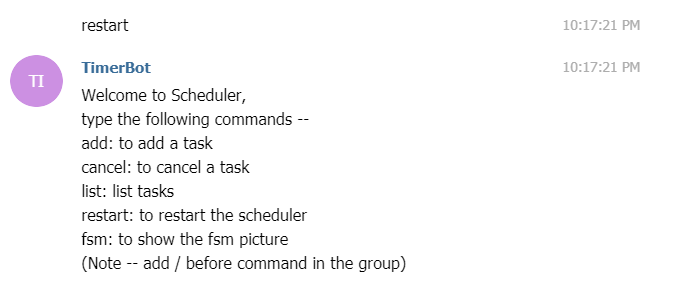 restart 10:17:21 PM
TI TimerBot 10:17:21 PM
Welcome to Scheduler,
type the following commands --
add: to add a task
cancel: to cancel a task
list: list tasks
restart: to restart the scheduler
fsm: to show the fsm picture
(Note -- add / before command in the group)